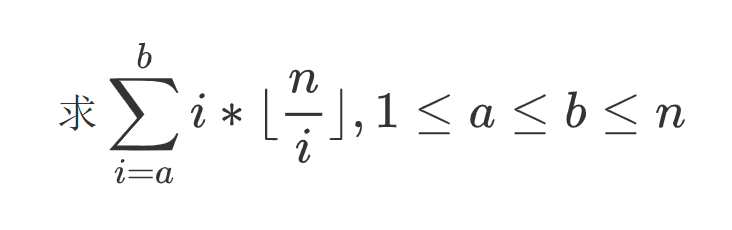 求 $\sum_{i=a}^{b} i * \lfloor \frac{n}{i} \rfloor, 1 \leq a \leq b \leq n$